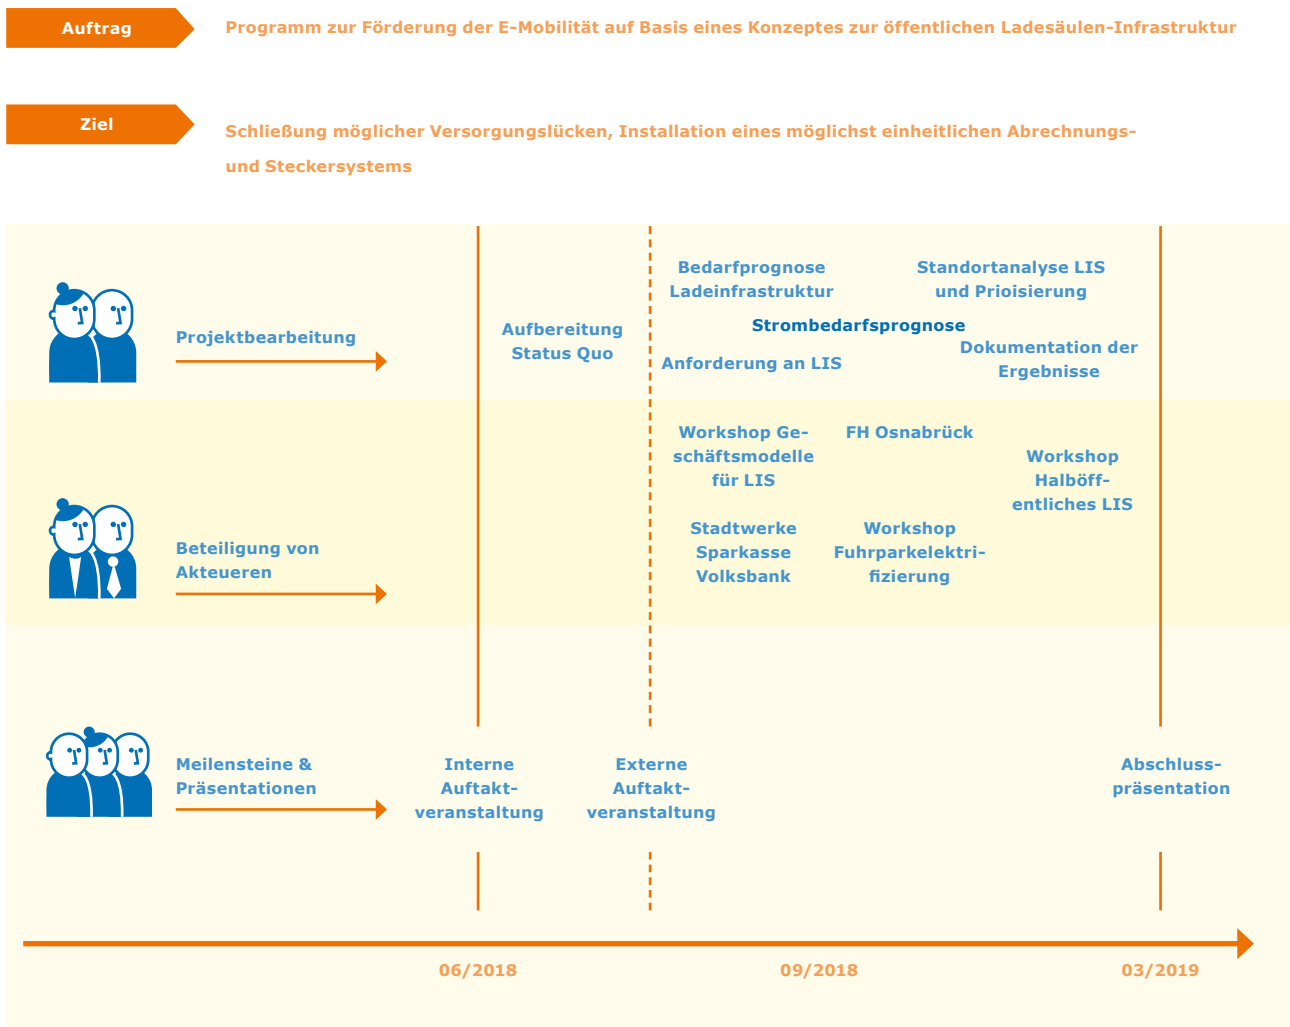 Auftrag
Programm zur Förderung der E-Mobilität auf Basis eines Konzeptes zur öffentlichen Ladesäulen-Infrastruktur
Ziel
Schließung möglicher Versorgungslücken, Installation eines möglichst einheitlichen Abrechnungs-
und Steckersystems
Projektbearbeitung
Aufbereitung
Status Quo
Bedarfprognose
Ladeinfrastruktur
Standortanalyse LIS
und Prioisierung
Strombedarfsprognose
Anforderung an LIS
Dokumentation der
Ergebnisse
Beteiligung von
Akteueren
Workshop Ge-
schäftsmodelle
für LIS
FH Osnabrück
Workshop
Halböff-
entliches LIS
Stadtwerke
Sparkasse
Volksbank
Workshop
Fuhrparkelektri-
fizierung
Meilensteine &
Präsentationen
Interne
Auftakt-
veranstaltung
Externe
Auftakt-
veranstaltung
Abschluss-
präsentation
06/2018
09/2018
03/2019